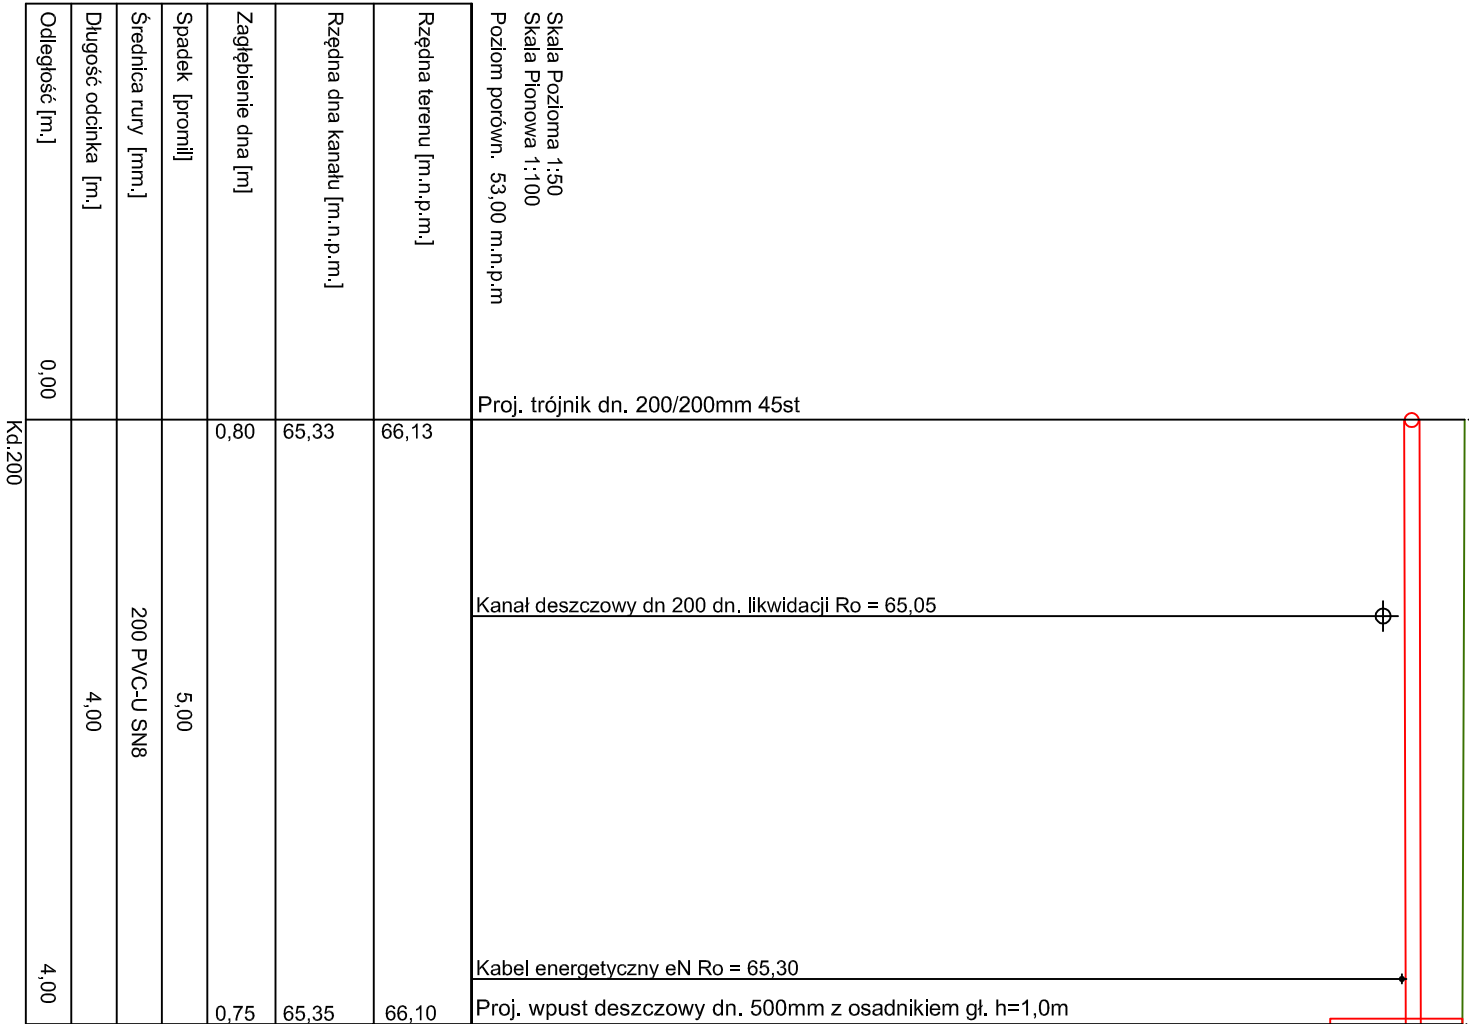 Skala Pozioma 1:50
Skala Pionowa 1:100
Poziom porówn. 53,00 m.n.p.m
Proj. trójnik dn. 200/200mm 45st
Kanał deszczowy dn 200 dn. likwidacji Ro = 65,05
Kabel energetyczny eN Ro = 65,30
Proj. wpust deszczowy dn. 500mm z osadnikiem gł. h=1,0m
Rzędna terenu [m.n.p.m.] 66,13 66,10
Rzędna dna kanału [m.n.p.m.] 65,33 65,35
Zagłębienie dna [m] 0,80 0,75
Spadek [promil] 5,00
Średnica rury [mm.] 200 PVC-U SN8
Długość odcinka [m.] 4,00
Odległość [m.] 0,00 4,00
Kd.200